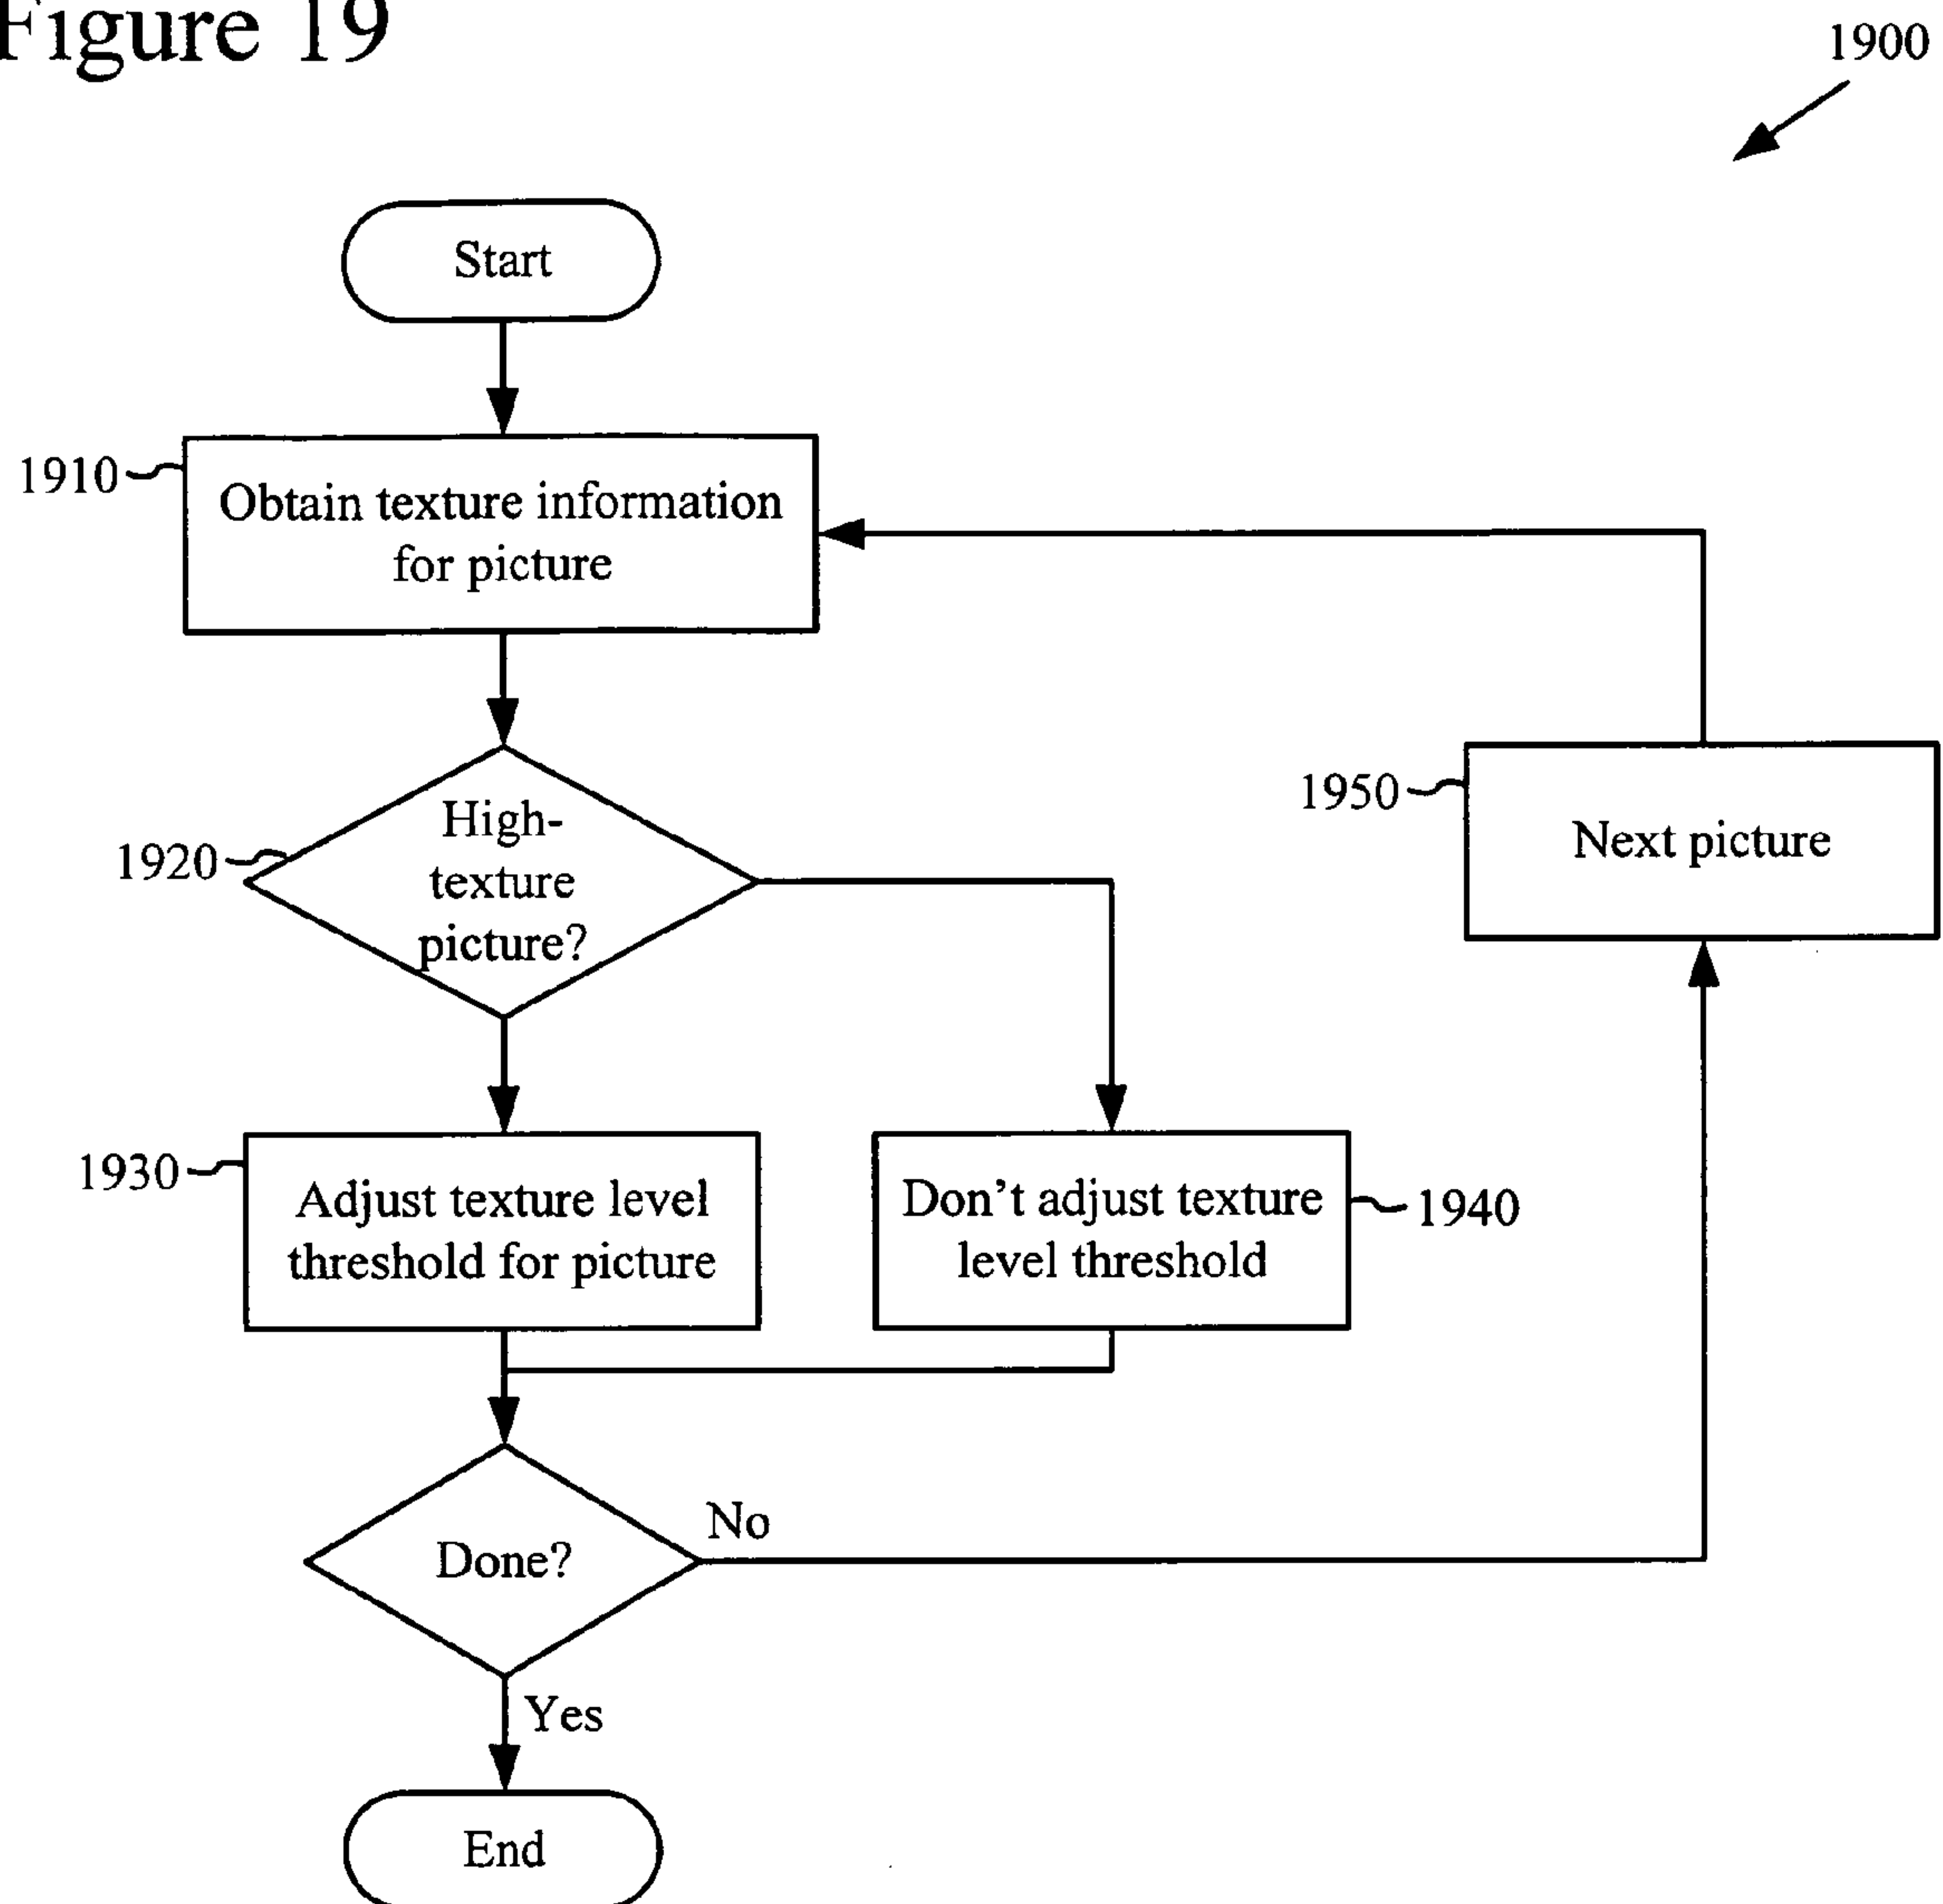 Figure 19
1900
Start
1910
Obtain texture information
for picture
1920
High-
texture
picture?
1950
Next picture
1930
Adjust texture level
threshold for picture
Don't adjust texture
level threshold
1940
Done?
No
Yes
End